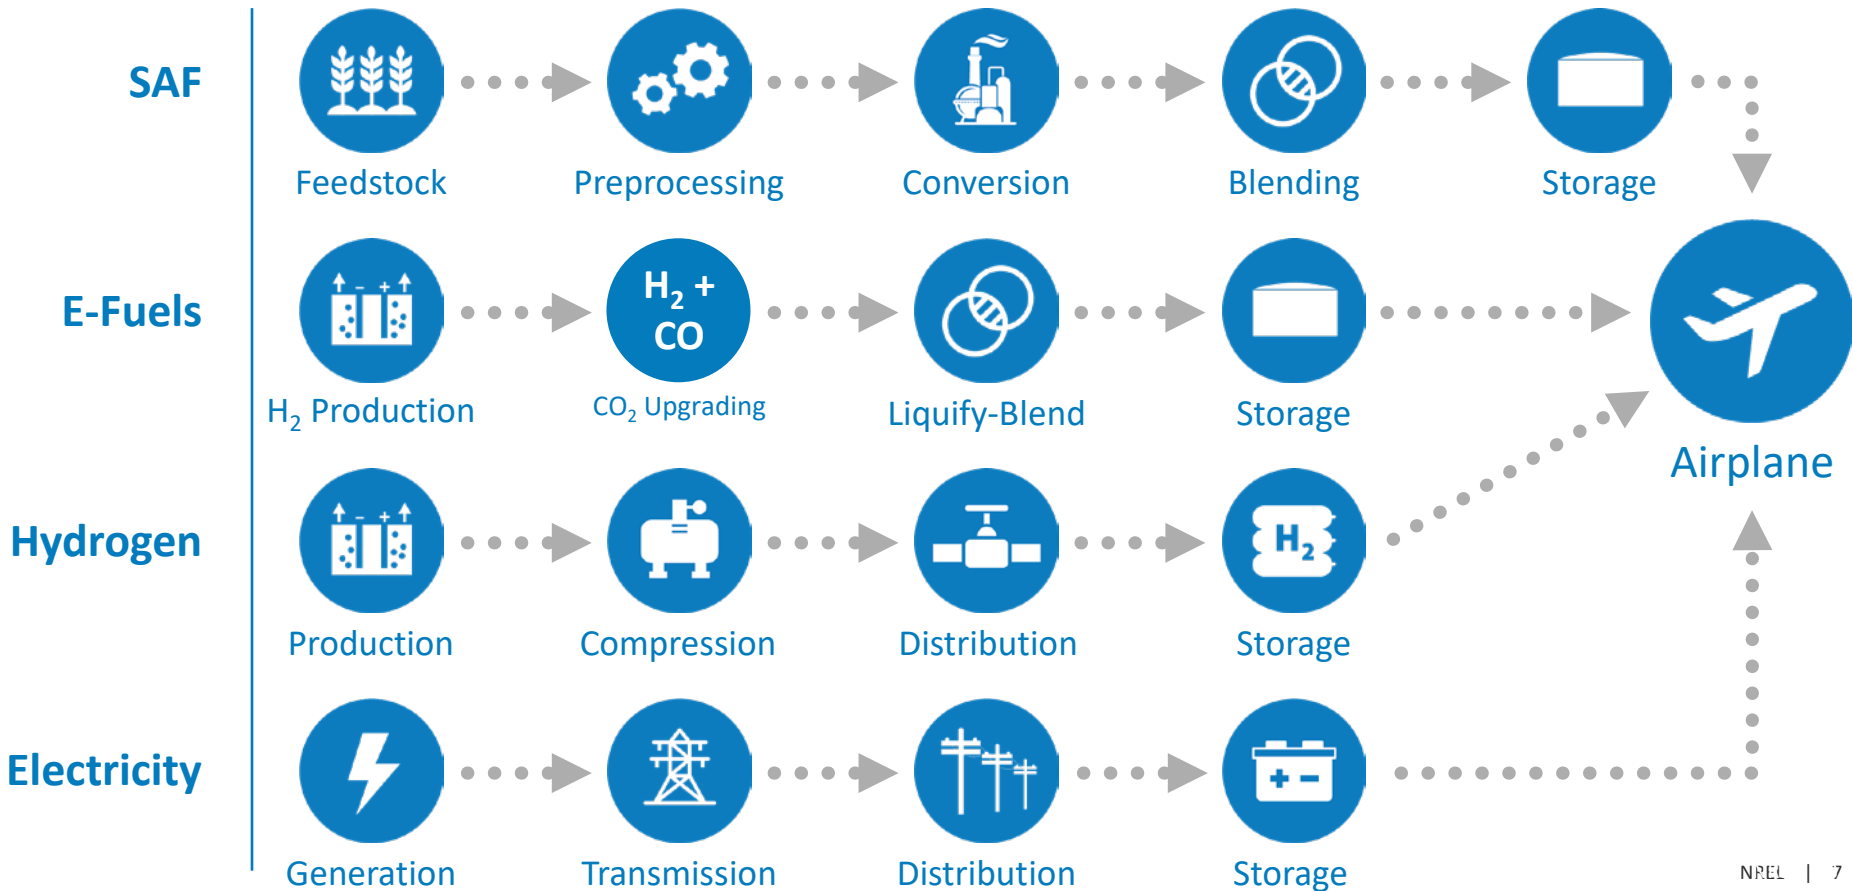 SAF
Feedstock
Preprocessing
Conversion
Blending
Storage
E-Fuels
H₂ +
CO
H₂ Production
CO₂ Upgrading
Liquify-Blend
Storage
Airplane
Hydrogen
H₂
Production
Compression
Distribution
Storage
Electricity
Generation
Transmission
Distribution
Storage
NREL | 7